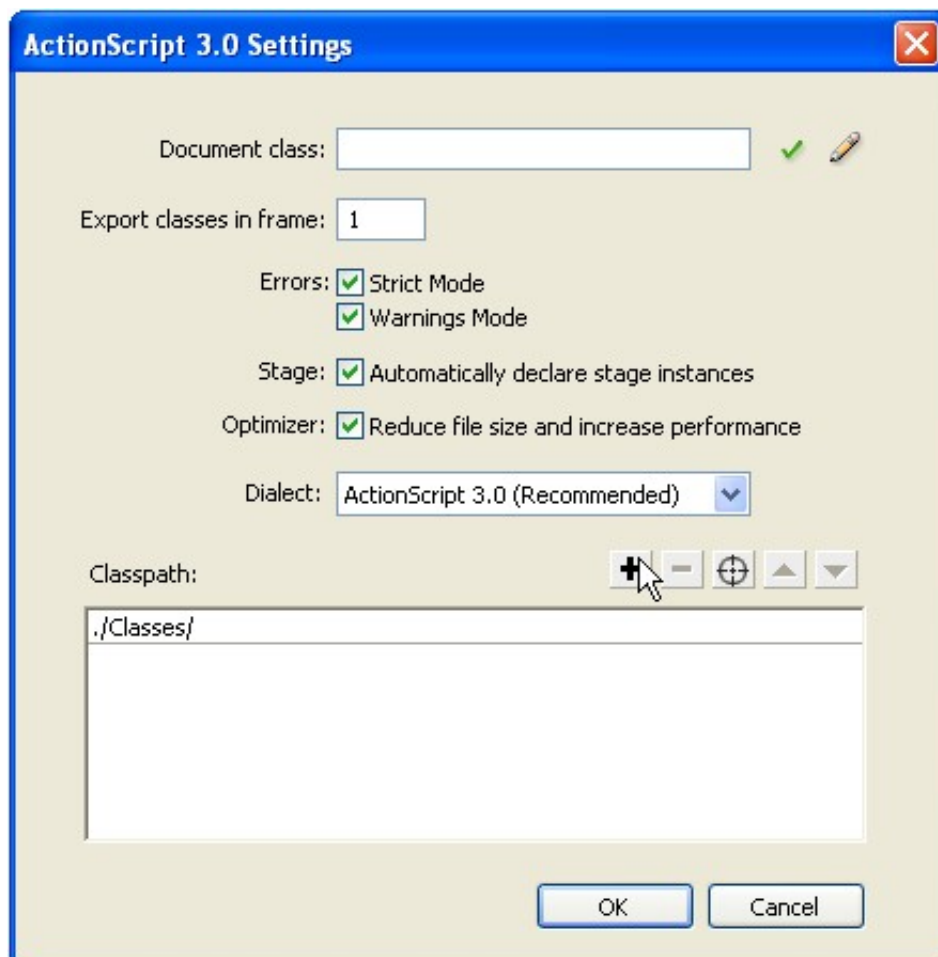 ActionScript 3.0 Settings
Document class:
Export classes in frame: 1
Errors: Strict Mode
Warnings Mode
Stage: Automatically declare stage instances
Optimizer: Reduce file size and increase performance
Dialect: ActionScript 3.0 (Recommended)
Classpath:
./Classes/
OK Cancel